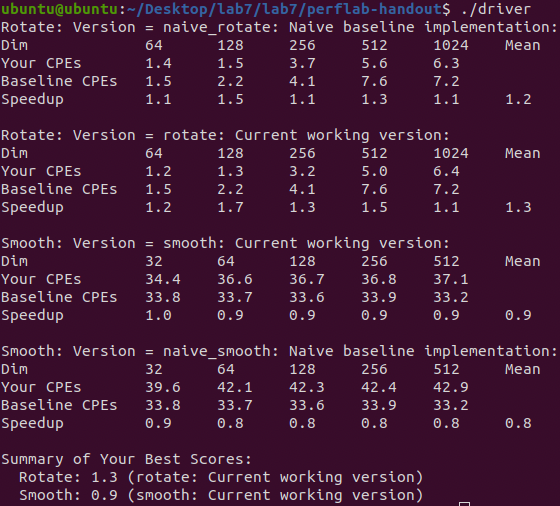 ubuntu@ubuntu:~/Desktop/lab7/lab7/perflab-handout$ ./driver
Rotate: Version = naive_rotate: Naive baseline implementation:
Dim 64 128 256 512 1024 Mean
Your CPEs 1.4 1.5 3.7 5.6 6.3
Baseline CPEs 1.5 2.2 4.1 7.6 7.2
Speedup 1.1 1.5 1.1 1.3 1.1 1.2
Rotate: Version = rotate: Current working version:
Dim 64 128 256 512 1024 Mean
Your CPEs 1.2 1.3 3.2 5.0 6.4
Baseline CPEs 1.5 2.2 4.1 7.6 7.2
Speedup 1.2 1.7 1.3 1.5 1.1 1.3
Smooth: Version = smooth: Current working version:
Dim 32 64 128 256 512 Mean
Your CPEs 34.4 36.6 36.7 36.8 37.1
Baseline CPEs 33.8 33.7 33.6 33.9 33.2
Speedup 1.0 0.9 0.9 0.9 0.9 0.9
Smooth: Version = naive_smooth: Naive baseline implementation:
Dim 32 64 128 256 512 Mean
Your CPEs 39.6 42.1 42.3 42.4 42.9
Baseline CPEs 33.8 33.7 33.6 33.9 33.2
Speedup 0.9 0.8 0.8 0.8 0.8 0.8
Summary of Your Best Scores:
Rotate: 1.3 (rotate: Current working version)
Smooth: 0.9 (smooth: Current working version)